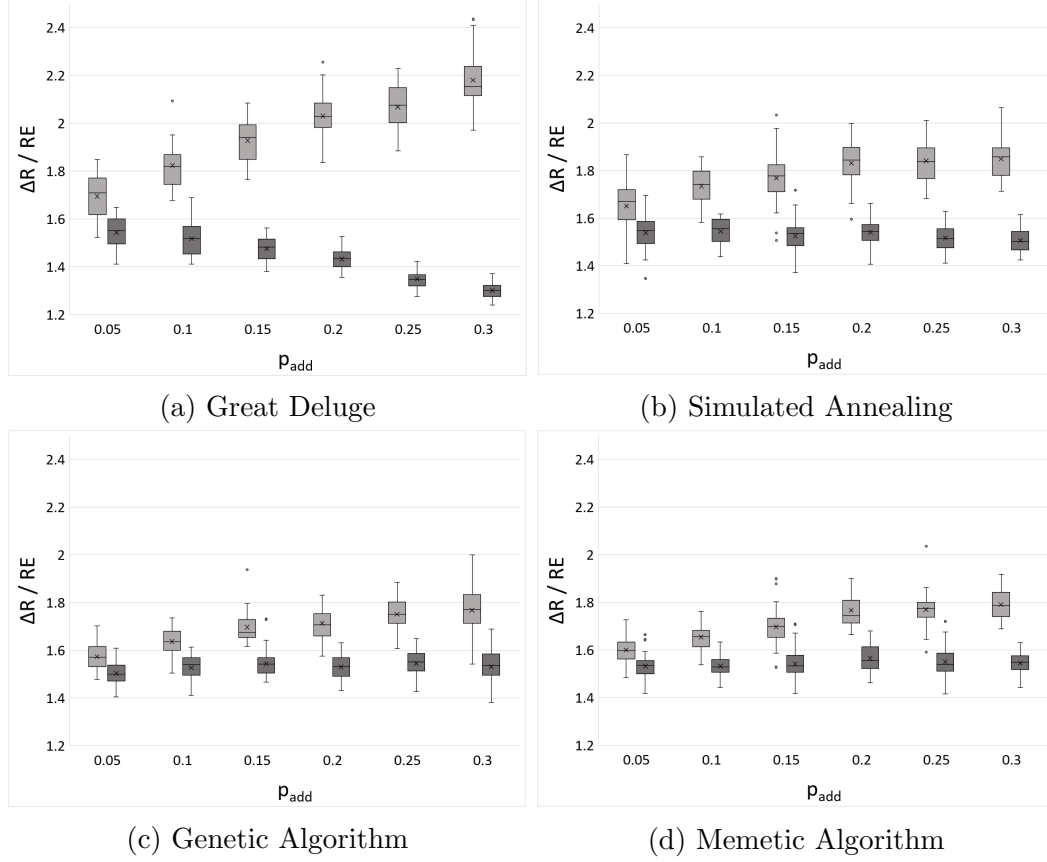 2.4
2.2
2
1.8
1.6
1.4
1.2
ΔR / RE
0.05 0.1 0.15 0.2 0.25 0.3
padd
(a) Great Deluge
2.4
2.2
2
1.8
1.6
1.4
1.2
ΔR / RE
0.05 0.1 0.15 0.2 0.25 0.3
padd
(b) Simulated Annealing
2.4
2.2
2
1.8
1.6
1.4
1.2
ΔR / RE
0.05 0.1 0.15 0.2 0.25 0.3
padd
(c) Genetic Algorithm
2.4
2.2
2
1.8
1.6
1.4
1.2
ΔR / RE
0.05 0.1 0.15 0.2 0.25 0.3
padd
(d) Memetic Algorithm